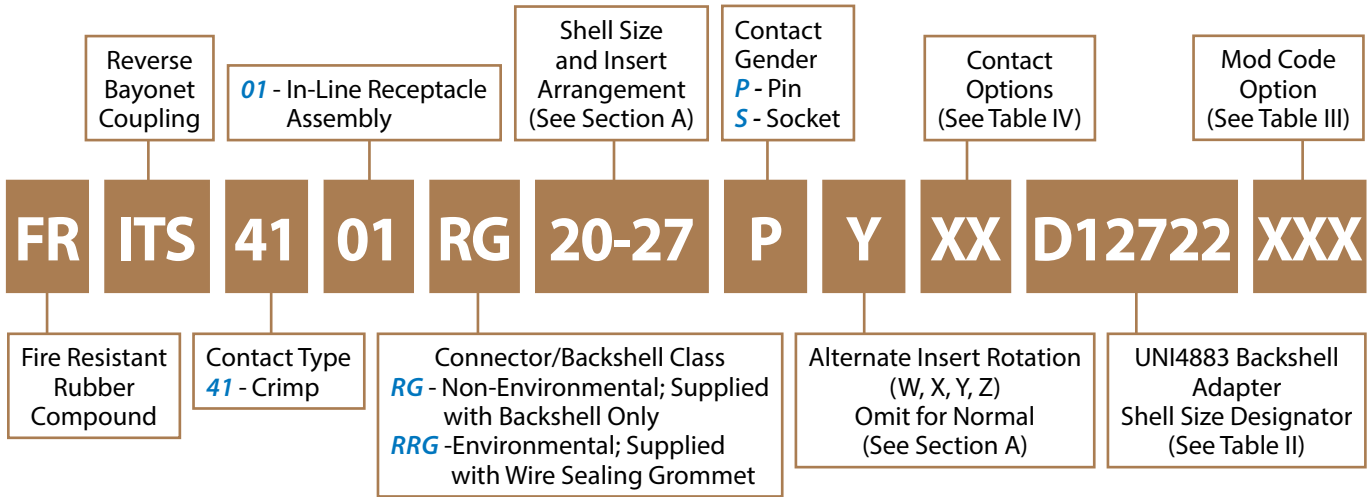 Reverse
Bayonet
Coupling
01 - In-Line Receptacle
Assembly
Shell Size
and Insert
Arrangement
(See Section A)
Contact
Gender
P - Pin
S - Socket
Contact
Options
(See Table IV)
Mod Code
Option
(See Table III)
FR ITS 41 01 RG 20-27 P Y XX D12722 XXX
Fire Resistant
Rubber
Compound
Contact Type
41 - Crimp
Connector/Backshell Class
RG - Non-Environmental; Supplied
with Backshell Only
RRG -Environmental; Supplied
with Wire Sealing Grommet
Alternate Insert Rotation
(W, X, Y, Z)
Omit for Normal
(See Section A)
UNI4883 Backshell
Adapter
Shell Size Designator
(See Table II)